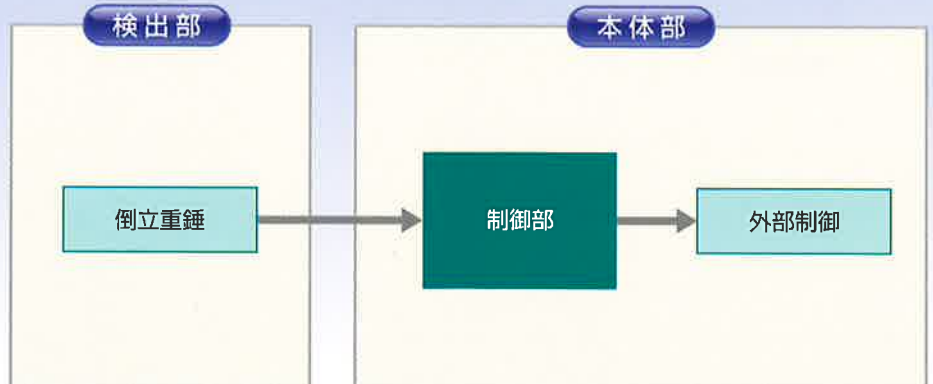 検出部
本体部
倒立重錘
制御部
外部制御